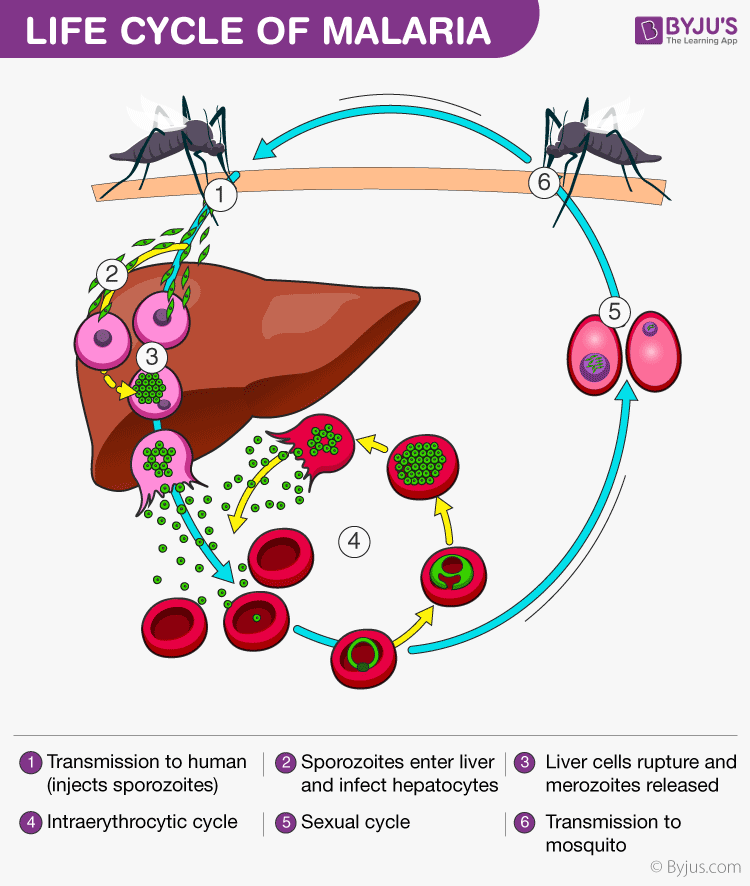 LIFE CYCLE OF MALARIA
BYJU'S
The Learning App
1
6
2
5
3
4
1 Transmission to human
(injects sporozoites)
2 Sporozoites enter liver
and infect hepatocytes
3 Liver cells rupture and
merozoites released
4 Intraerythrocytic cycle
5 Sexual cycle
6 Transmission to
mosquito
© Byjus.com